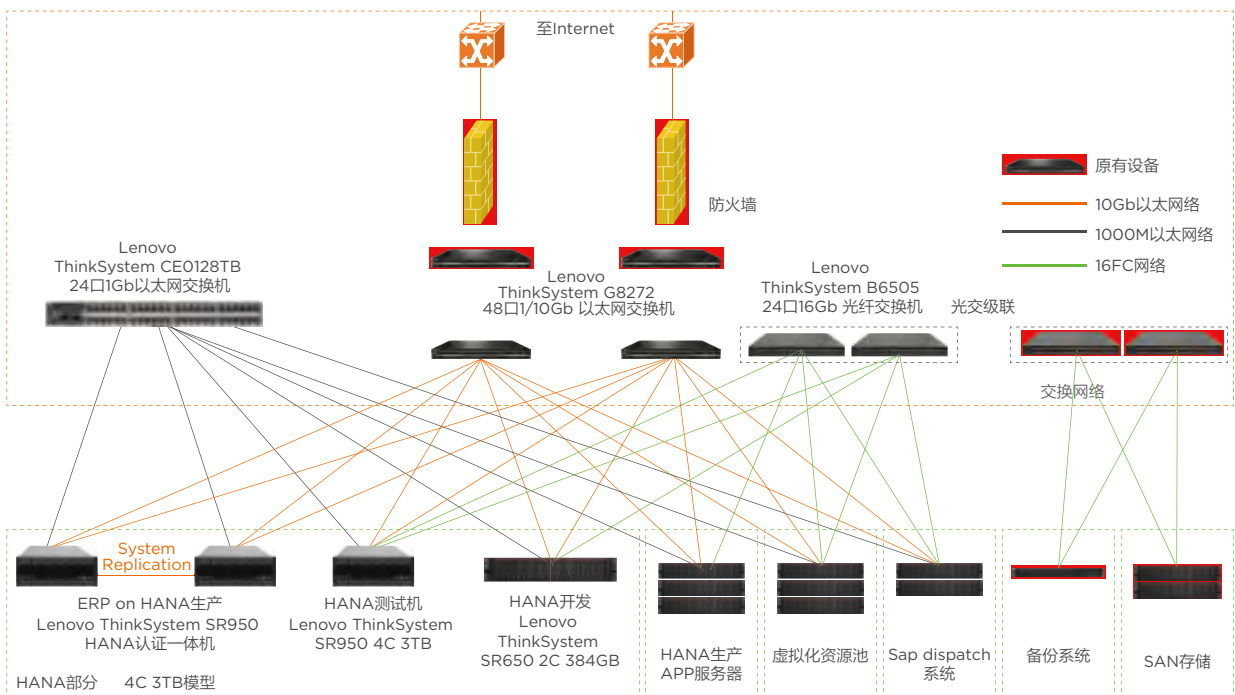 至Internet
防火墙
原有设备
10Gb以太网络
1000M以太网络
16FC网络
Lenovo
ThinkSystem CE0128TB
24口1Gb以太网交换机
Lenovo
ThinkSystem G8272
48口1/10Gb 以太网交换机
Lenovo
ThinkSystem B6505
24口16Gb 光纤交换机
光交级联
交换网络
System
Replication
ERP on HANA生产
Lenovo ThinkSystem SR950
HANA认证一体机
HANA测试机
Lenovo ThinkSystem
SR950 4C 3TB
HANA开发
Lenovo
ThinkSystem
SR650 2C 384GB
HANA生产
APP服务器
虚拟化资源池
Sap dispatch
系统
备份系统
SAN存储
HANA部分 4C 3TB模型